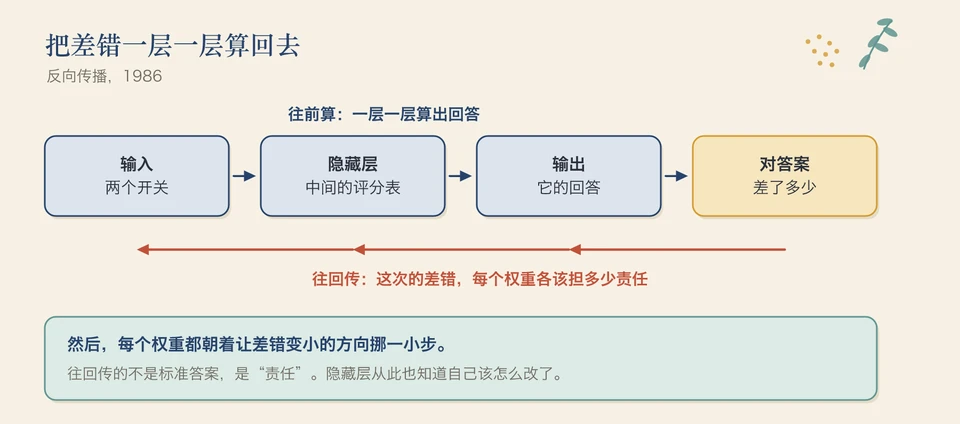 把差错一层一层算回去
反向传播，1986
往前算：一层一层算出回答
输入
两个开关
隐藏层
中间的评分表
输出
它的回答
对答案
差了多少
往回传：这次的差错，每个权重各该担多少责任
然后，每个权重都朝着让差错变小的方向挪一小步。
往回传的不是标准答案，是“责任”。隐藏层从此也知道自己该怎么改了。